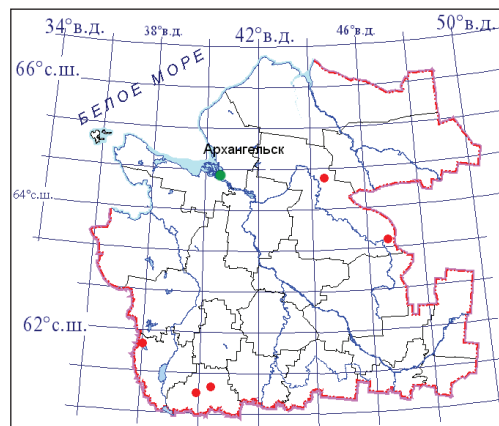 34°в.д.
38°в.д.
42°в.д.
46°в.д.
50°в.д.
66°с.ш.
БЕЛОЕ МОРЕ
Архангельск
64°с.ш.
62°с.ш.